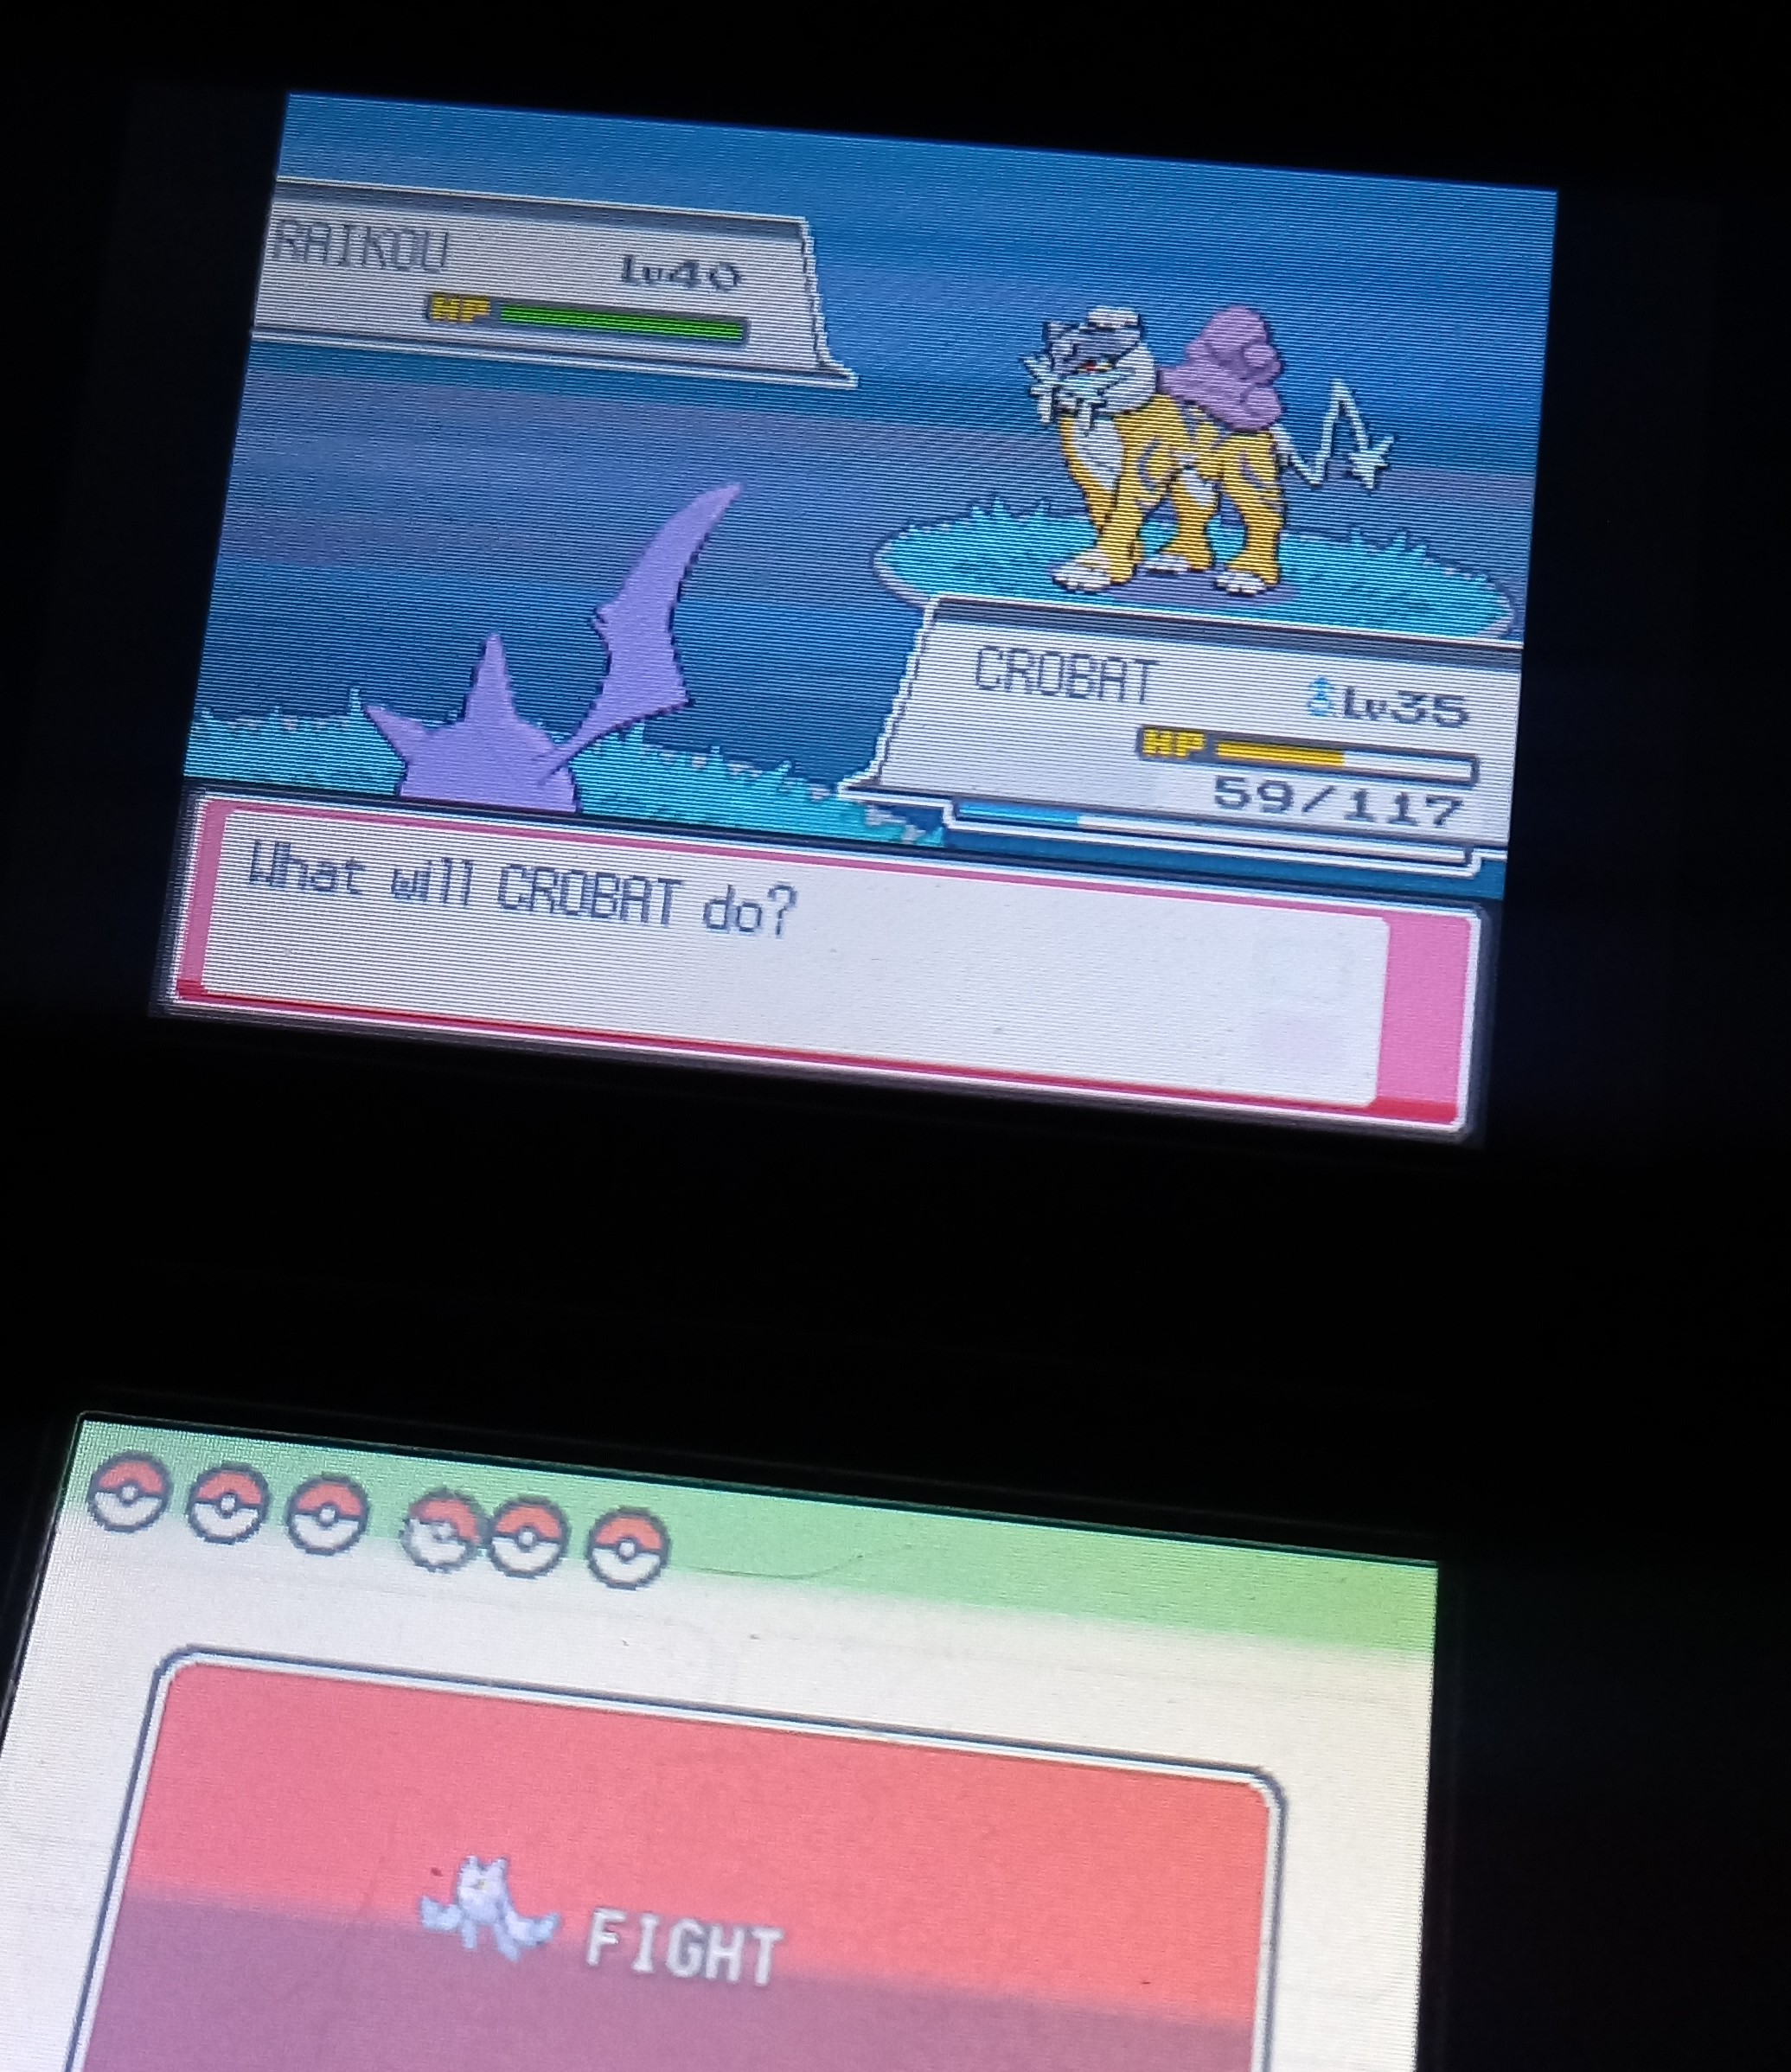 RAIKOU Lv40
HP
CROBAT ♂Lv35
HP
59/117
What will CROBAT do?
FIGHT